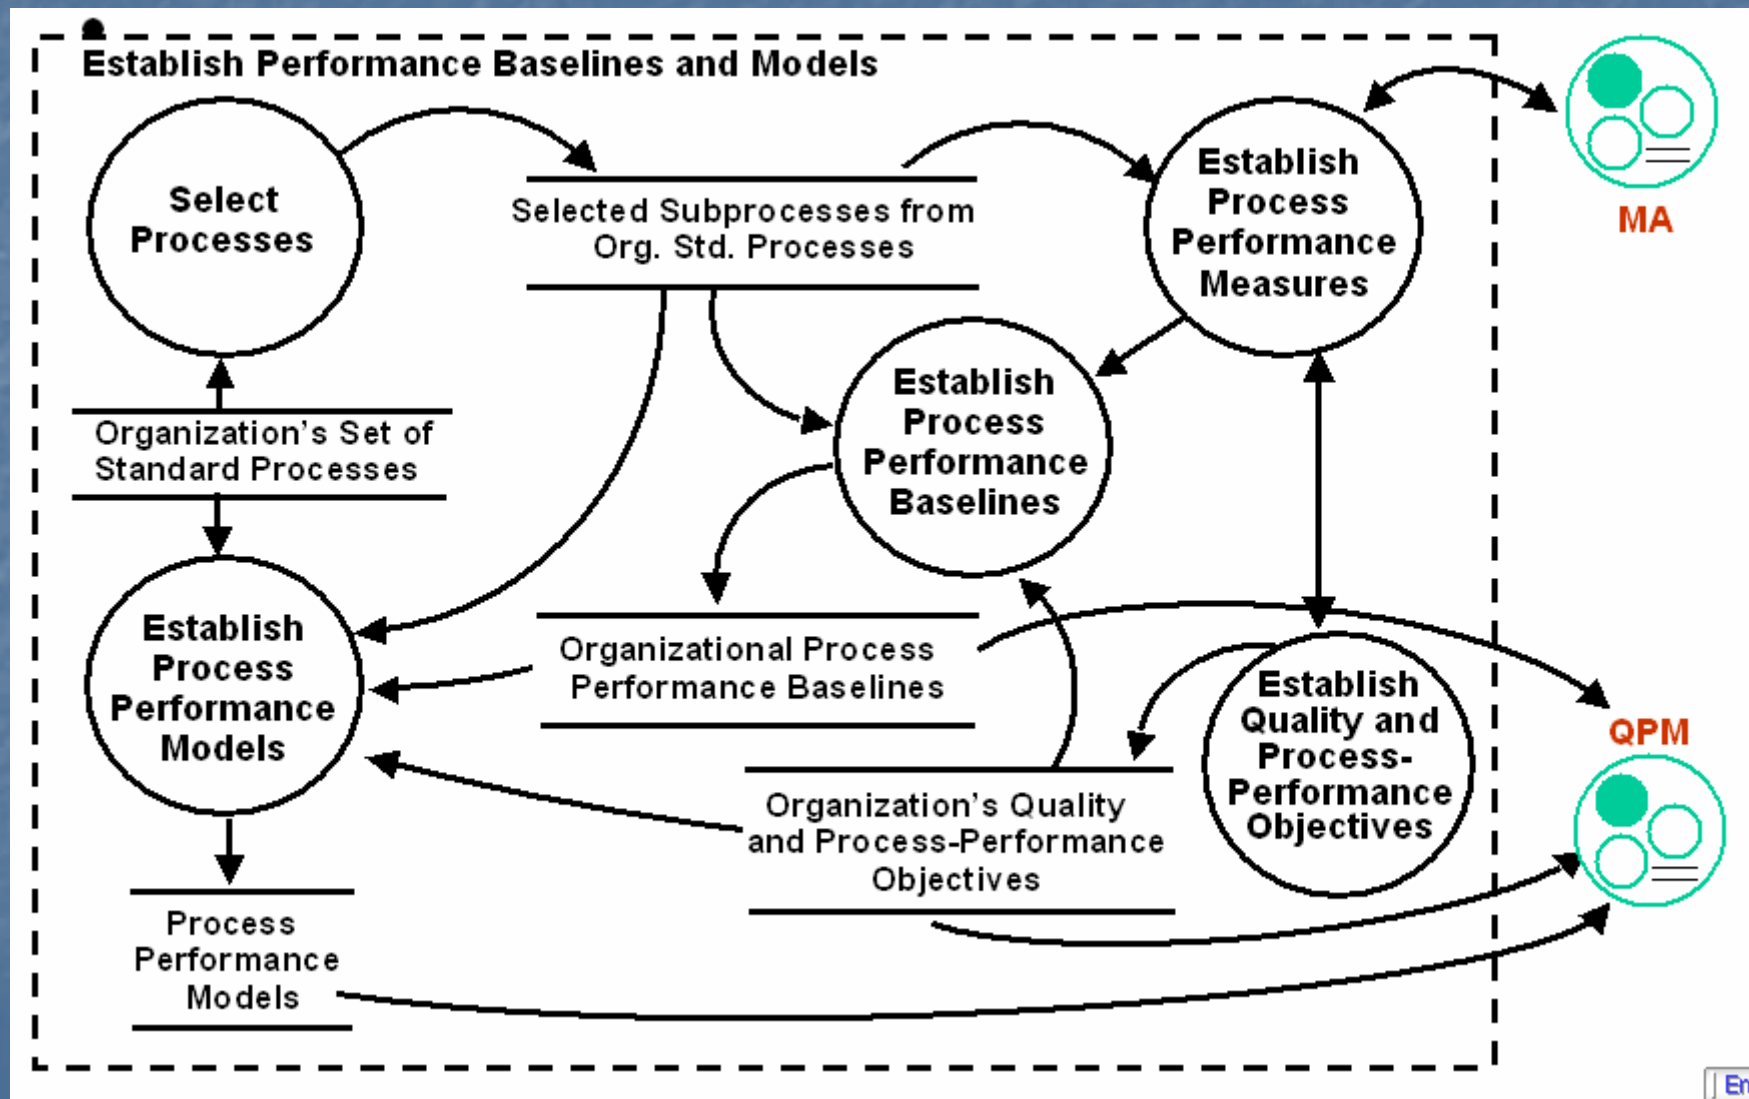 Establish Performance Baselines and Models
Select
Processes
Selected Subprocesses from
Org. Std. Processes
Establish
Process
Performance
Measures
MA
Establish
Process
Performance
Baselines
Organization's Set of
Standard Processes
Establish
Process
Performance
Models
Organizational Process
Performance Baselines
Establish
Quality and
Process-
Performance
Objectives
QPM
Organization's Quality
and Process-Performance
Objectives
Process
Performance
Models
En